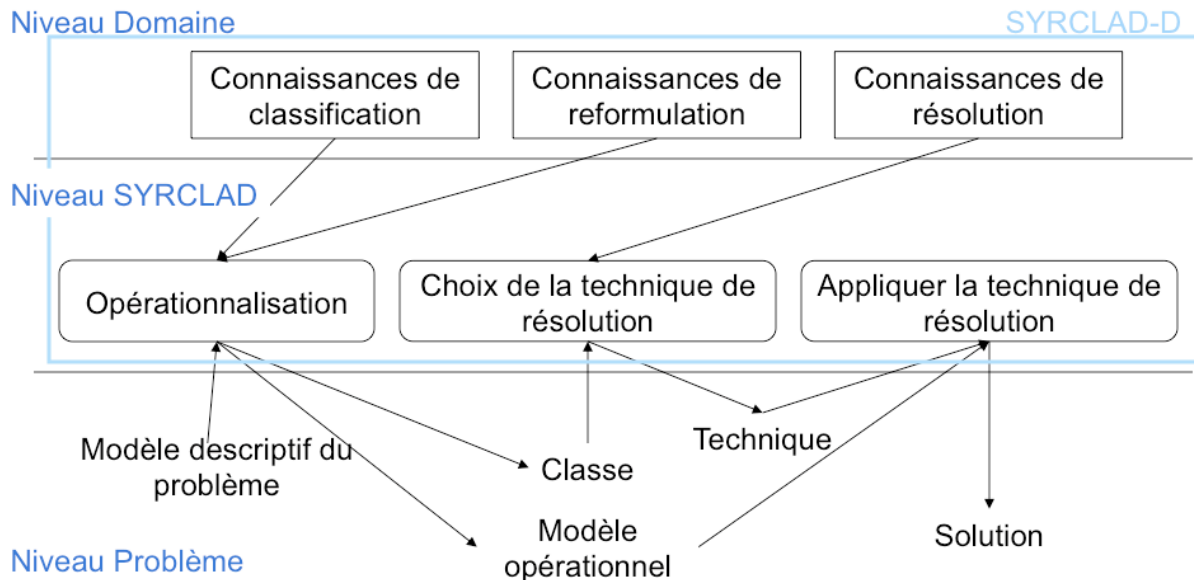 Niveau Domaine
SYRCLAD-D
Connaissances de
classification
Connaissances de
reformulation
Connaissances de
résolution
Niveau SYRCLAD
Opérationnalisation
Choix de la technique de
résolution
Appliquer la technique de
résolution
Modèle descriptif du
problème
Classe
Technique
Modèle
opérationnel
Solution
Niveau Problème